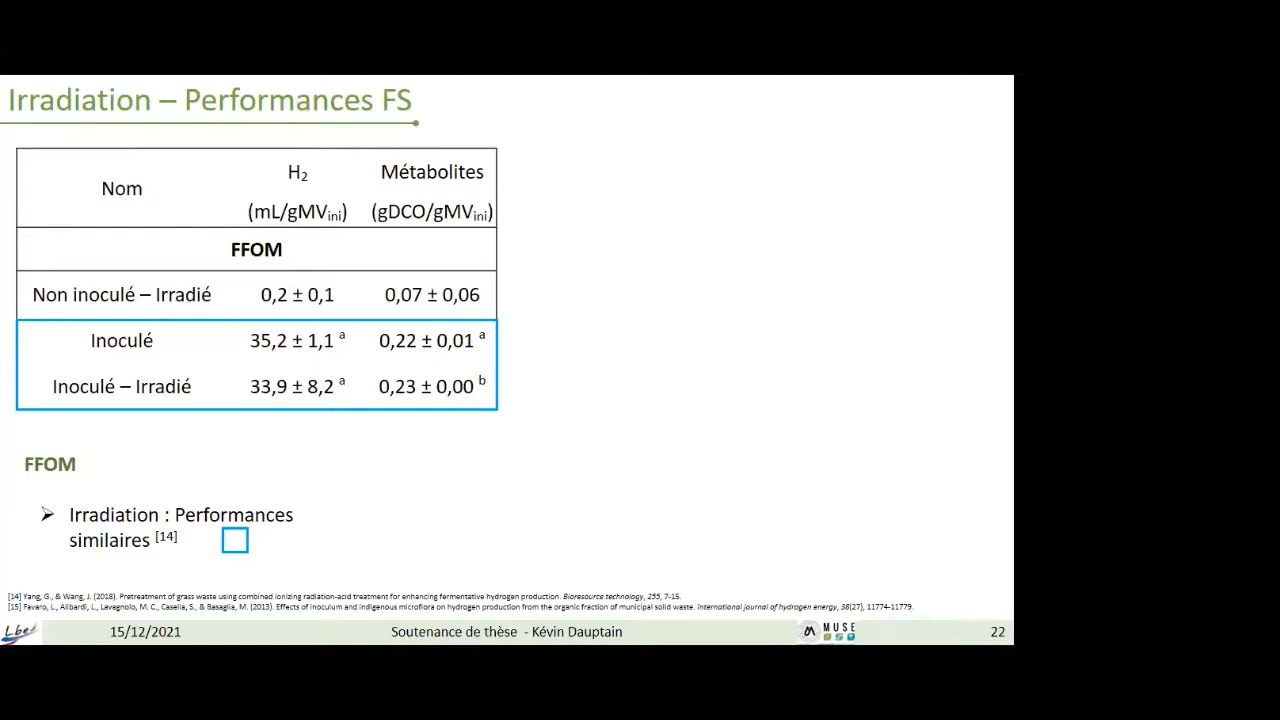 Irradiation – Performances FS
Nom
H₂
(mL/gMVini)
Métabolites
(gDCO/gMVini)
FFOM
Non inoculé – Irradié 0,2 ± 0,1 0,07 ± 0,06
Inoculé 35,2 ± 1,1 a 0,22 ± 0,01 a
Inoculé – Irradié 33,9 ± 8,2 a 0,23 ± 0,00 b
FFOM
➢ Irradiation : Performances
similaires [14]
[14] Yang, G., & Wang, J. (2018). Pretreatment of grass waste using combined ionizing radiation-acid treatment for enhancing fermentative hydrogen production. Bioresource technology, 255, 7-15.
[15] Favaro, L., Alibardi, L., Lavagnolo, M. C., Casella, S., & Basaglia, M. (2013). Effects of inoculum and indigenous microflora on hydrogen production from the organic fraction of municipal solid waste. International journal of hydrogen energy, 38(27), 11774-11779.
Lbe 15/12/2021 Soutenance de thèse - Kévin Dauptain MUSE 22